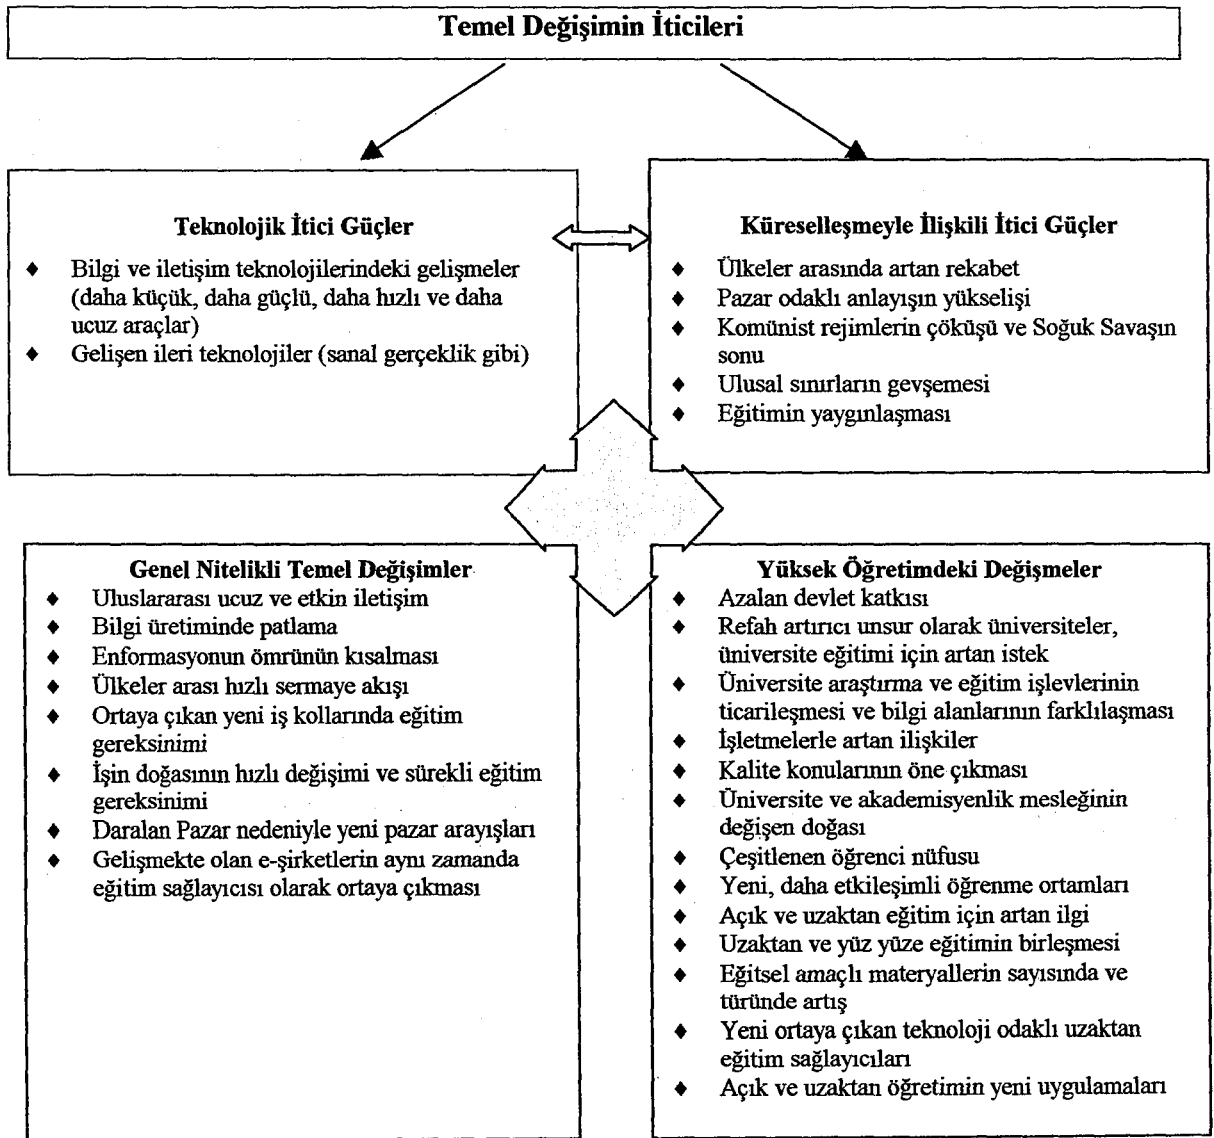 Temel Değişimin İticileri
Teknolojik İtici Güçler
♦ Bilgi ve iletişim teknolojilerindeki gelişmeler
(daha küçük, daha güçlü, daha hızlı ve daha
ucuz araçlar)
♦ Gelişen ileri teknolojiler (sanal gerçeklik gibi)
Küreselleşmeyle İlişkili İtici Güçler
♦ Ülkeler arasında artan rekabet
♦ Pazar odaklı anlayışın yükselişi
♦ Komünist rejimlerin çöküşü ve Soğuk Savaşın
sonu
♦ Ulusal sınırların gevşemesi
♦ Eğitimin yaygınlaşması
Genel Nitelikli Temel Değişimler
♦ Uluslararası ucuz ve etkin iletişim
♦ Bilgi üretiminde patlama
♦ Enformasyonun ömrünün kısalması
♦ Ülkeler arası hızlı sermaye akışı
♦ Ortaya çıkan yeni iş kollarında eğitim
gereksinimi
♦ İşin doğasının hızlı değişimi ve sürekli eğitim
gereksinimi
♦ Daralan Pazar nedeniyle yeni pazar arayışları
♦ Gelişmekte olan e-şirketlerin aynı zamanda
eğitim sağlayıcısı olarak ortaya çıkması
Yüksek Öğretimdeki Değişmeler
♦ Azalan devlet katkısı
♦ Refah artırıcı unsur olarak üniversiteler,
üniversite eğitimi için artan istek
♦ Üniversite araştırma ve eğitim işlevlerinin
ticarileşmesi ve bilgi alanlarının farklılaşması
♦ İşletmelerle artan ilişkiler
♦ Kalite konularının öne çıkması
♦ Üniversite ve akademisyenlik mesleğinin
değişen doğası
♦ Çeşitlenen öğrenci nüfusu
♦ Yeni, daha etkileşimli öğrenme ortamları
♦ Açık ve uzaktan eğitim için artan ilgi
♦ Uzaktan ve yüz yüze eğitimin birleşmesi
♦ Eğitsel amaçlı materyallerin sayısında ve
türünde artış
♦ Yeni ortaya çıkan teknoloji odaklı uzaktan
eğitim sağlayıcıları
♦ Açık ve uzaktan öğretimin yeni uygulamaları